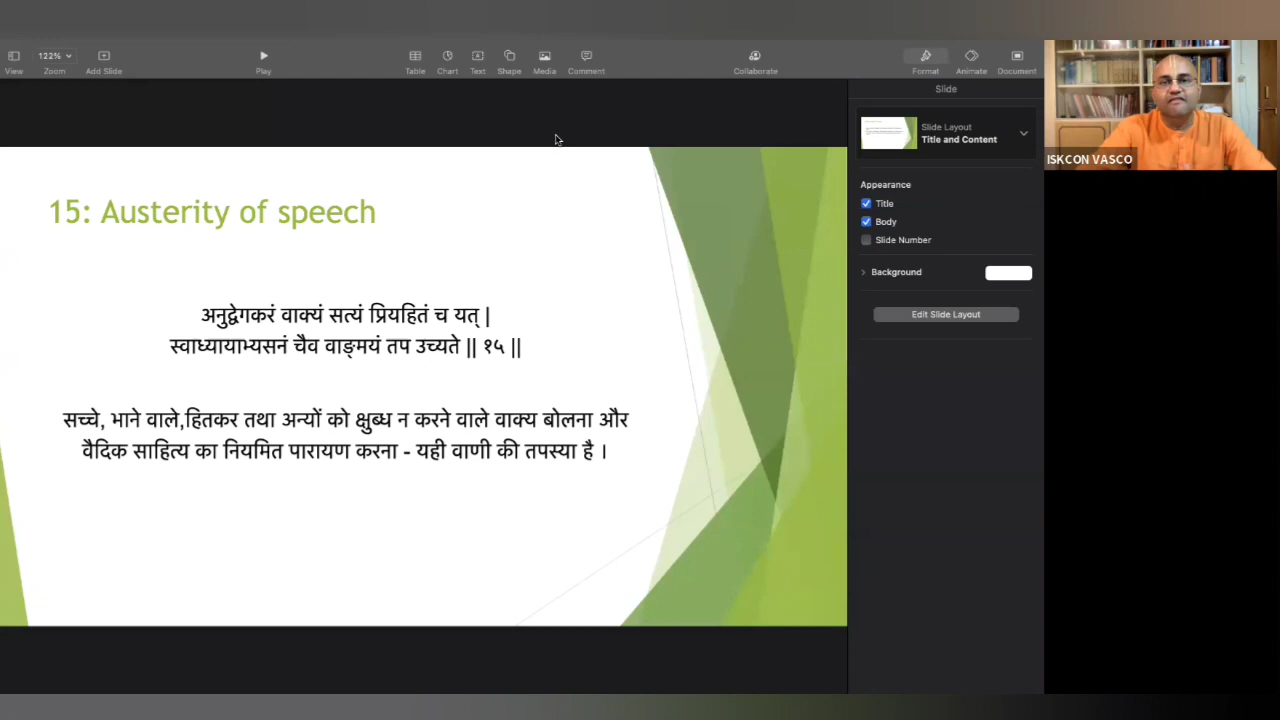 122%
View
Zoom
Add Slide
Play
Table
Chart
Text
Shape
Media
Comment
Collaborate
Format
Animate
Document
Slide
Slide Layout
Title and Content
Appearance
Title
Body
Slide Number
Background
Edit Slide Layout
ISKCON VASCO
15: Austerity of speech
अनुद्वेगकरं वाक्यं सत्यं प्रियहितं च यत् |
स्वाध्यायाभ्यसनं चैव वाङ्‍मयं तप उच्यते || १५ ||
सच्चे, भाने वाले,हितकर तथा अन्यों को क्षुब्ध न करने वाले वाक्य बोलना और
वैदिक साहित्य का नियमित पारायण करना - यही वाणी की तपस्या है ।